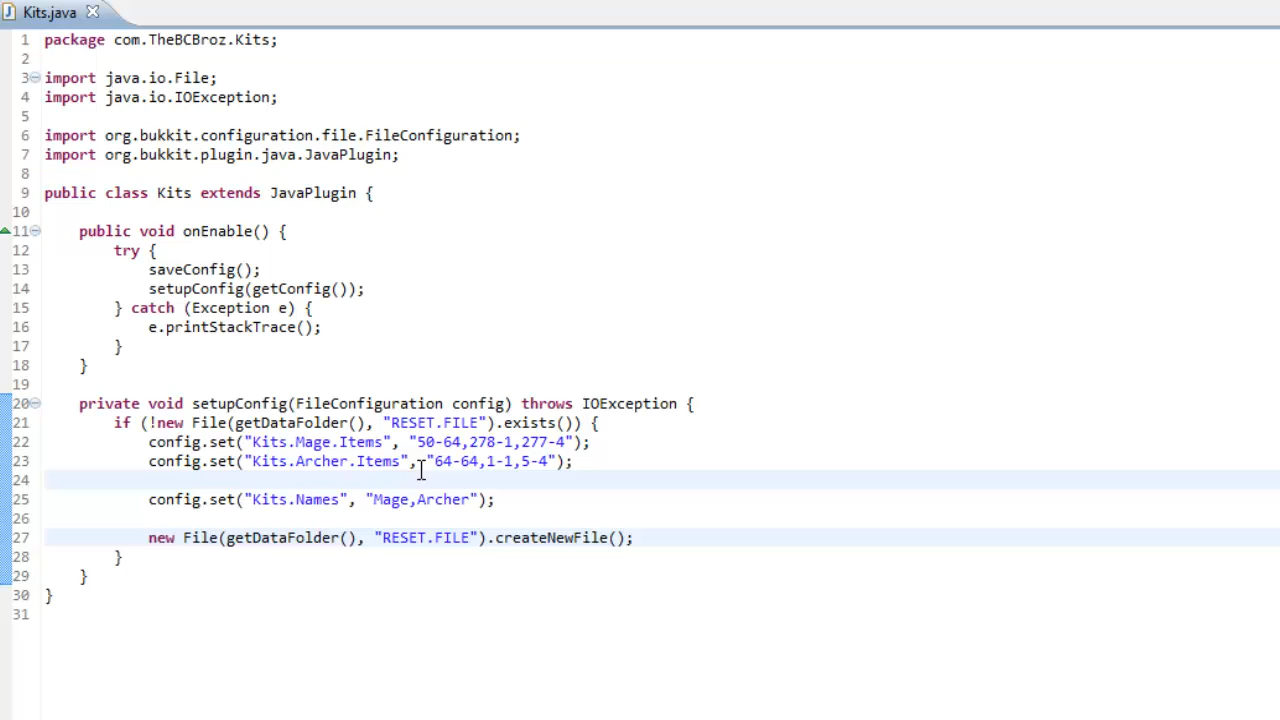 Kits.java
1 package com.TheBCBroz.Kits;
2
3 import java.io.File;
4 import java.io.IOException;
5
6 import org.bukkit.configuration.file.FileConfiguration;
7 import org.bukkit.plugin.java.JavaPlugin;
8
9 public class Kits extends JavaPlugin {
10
11     public void onEnable() {
12         try {
13             saveConfig();
14             setupConfig(getConfig());
15         } catch (Exception e) {
16             e.printStackTrace();
17         }
18     }
19
20     private void setupConfig(FileConfiguration config) throws IOException {
21         if (!new File(getDataFolder(), "RESET.FILE").exists()) {
22             config.set("Kits.Mage.Items", "50-64,278-1,277-4");
23             config.set("Kits.Archer.Items", "64-64,1-1,5-4");
24
25             config.set("Kits.Names", "Mage,Archer");
26
27             new File(getDataFolder(), "RESET.FILE").createNewFile();
28         }
29     }
30 }
31